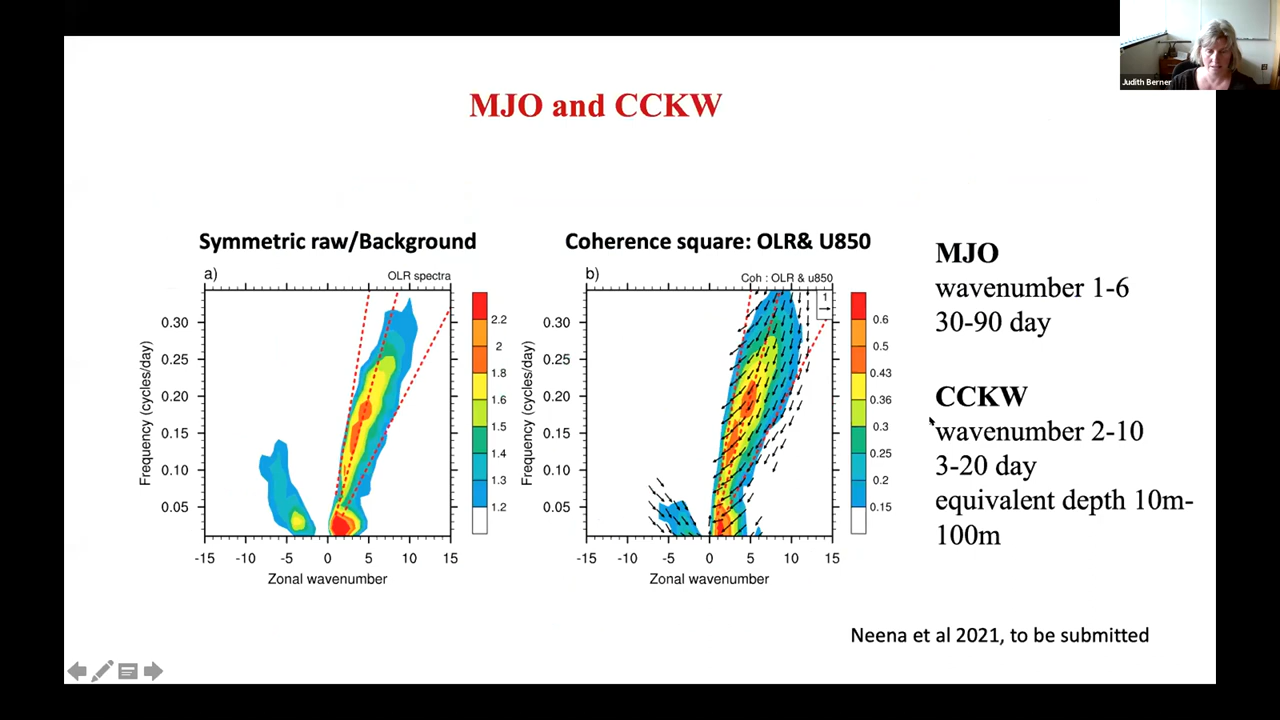 Judith Berner
MJO and CCKW
Symmetric raw/Background
a)
OLR spectra
0.30
0.25
0.20
0.15
0.10
0.05
Frequency (cycles/day)
-15 -10 -5 0 5 10 15
Zonal wavenumber
2.2
2
1.8
1.6
1.5
1.4
1.3
1.2
Coherence square: OLR& U850
b)
Coh : OLR & u850
1
0.30
0.25
0.20
0.15
0.10
0.05
Frequency (cycles/day)
-15 -10 -5 0 5 10 15
Zonal wavenumber
0.6
0.5
0.43
0.36
0.3
0.25
0.2
0.15
MJO
wavenumber 1-6
30-90 day
CCKW
wavenumber 2-10
3-20 day
equivalent depth 10m-
100m
Neena et al 2021, to be submitted